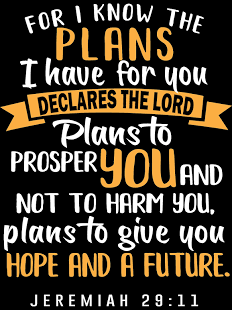 FOR I KNOW THE
PLANS
I have for you
DECLARES THE LORD
Plans to
PROSPER YOU AND
NOT TO HARM YOU,
plans to give you
HOPE AND A FUTURE.
JEREMIAH 29:11